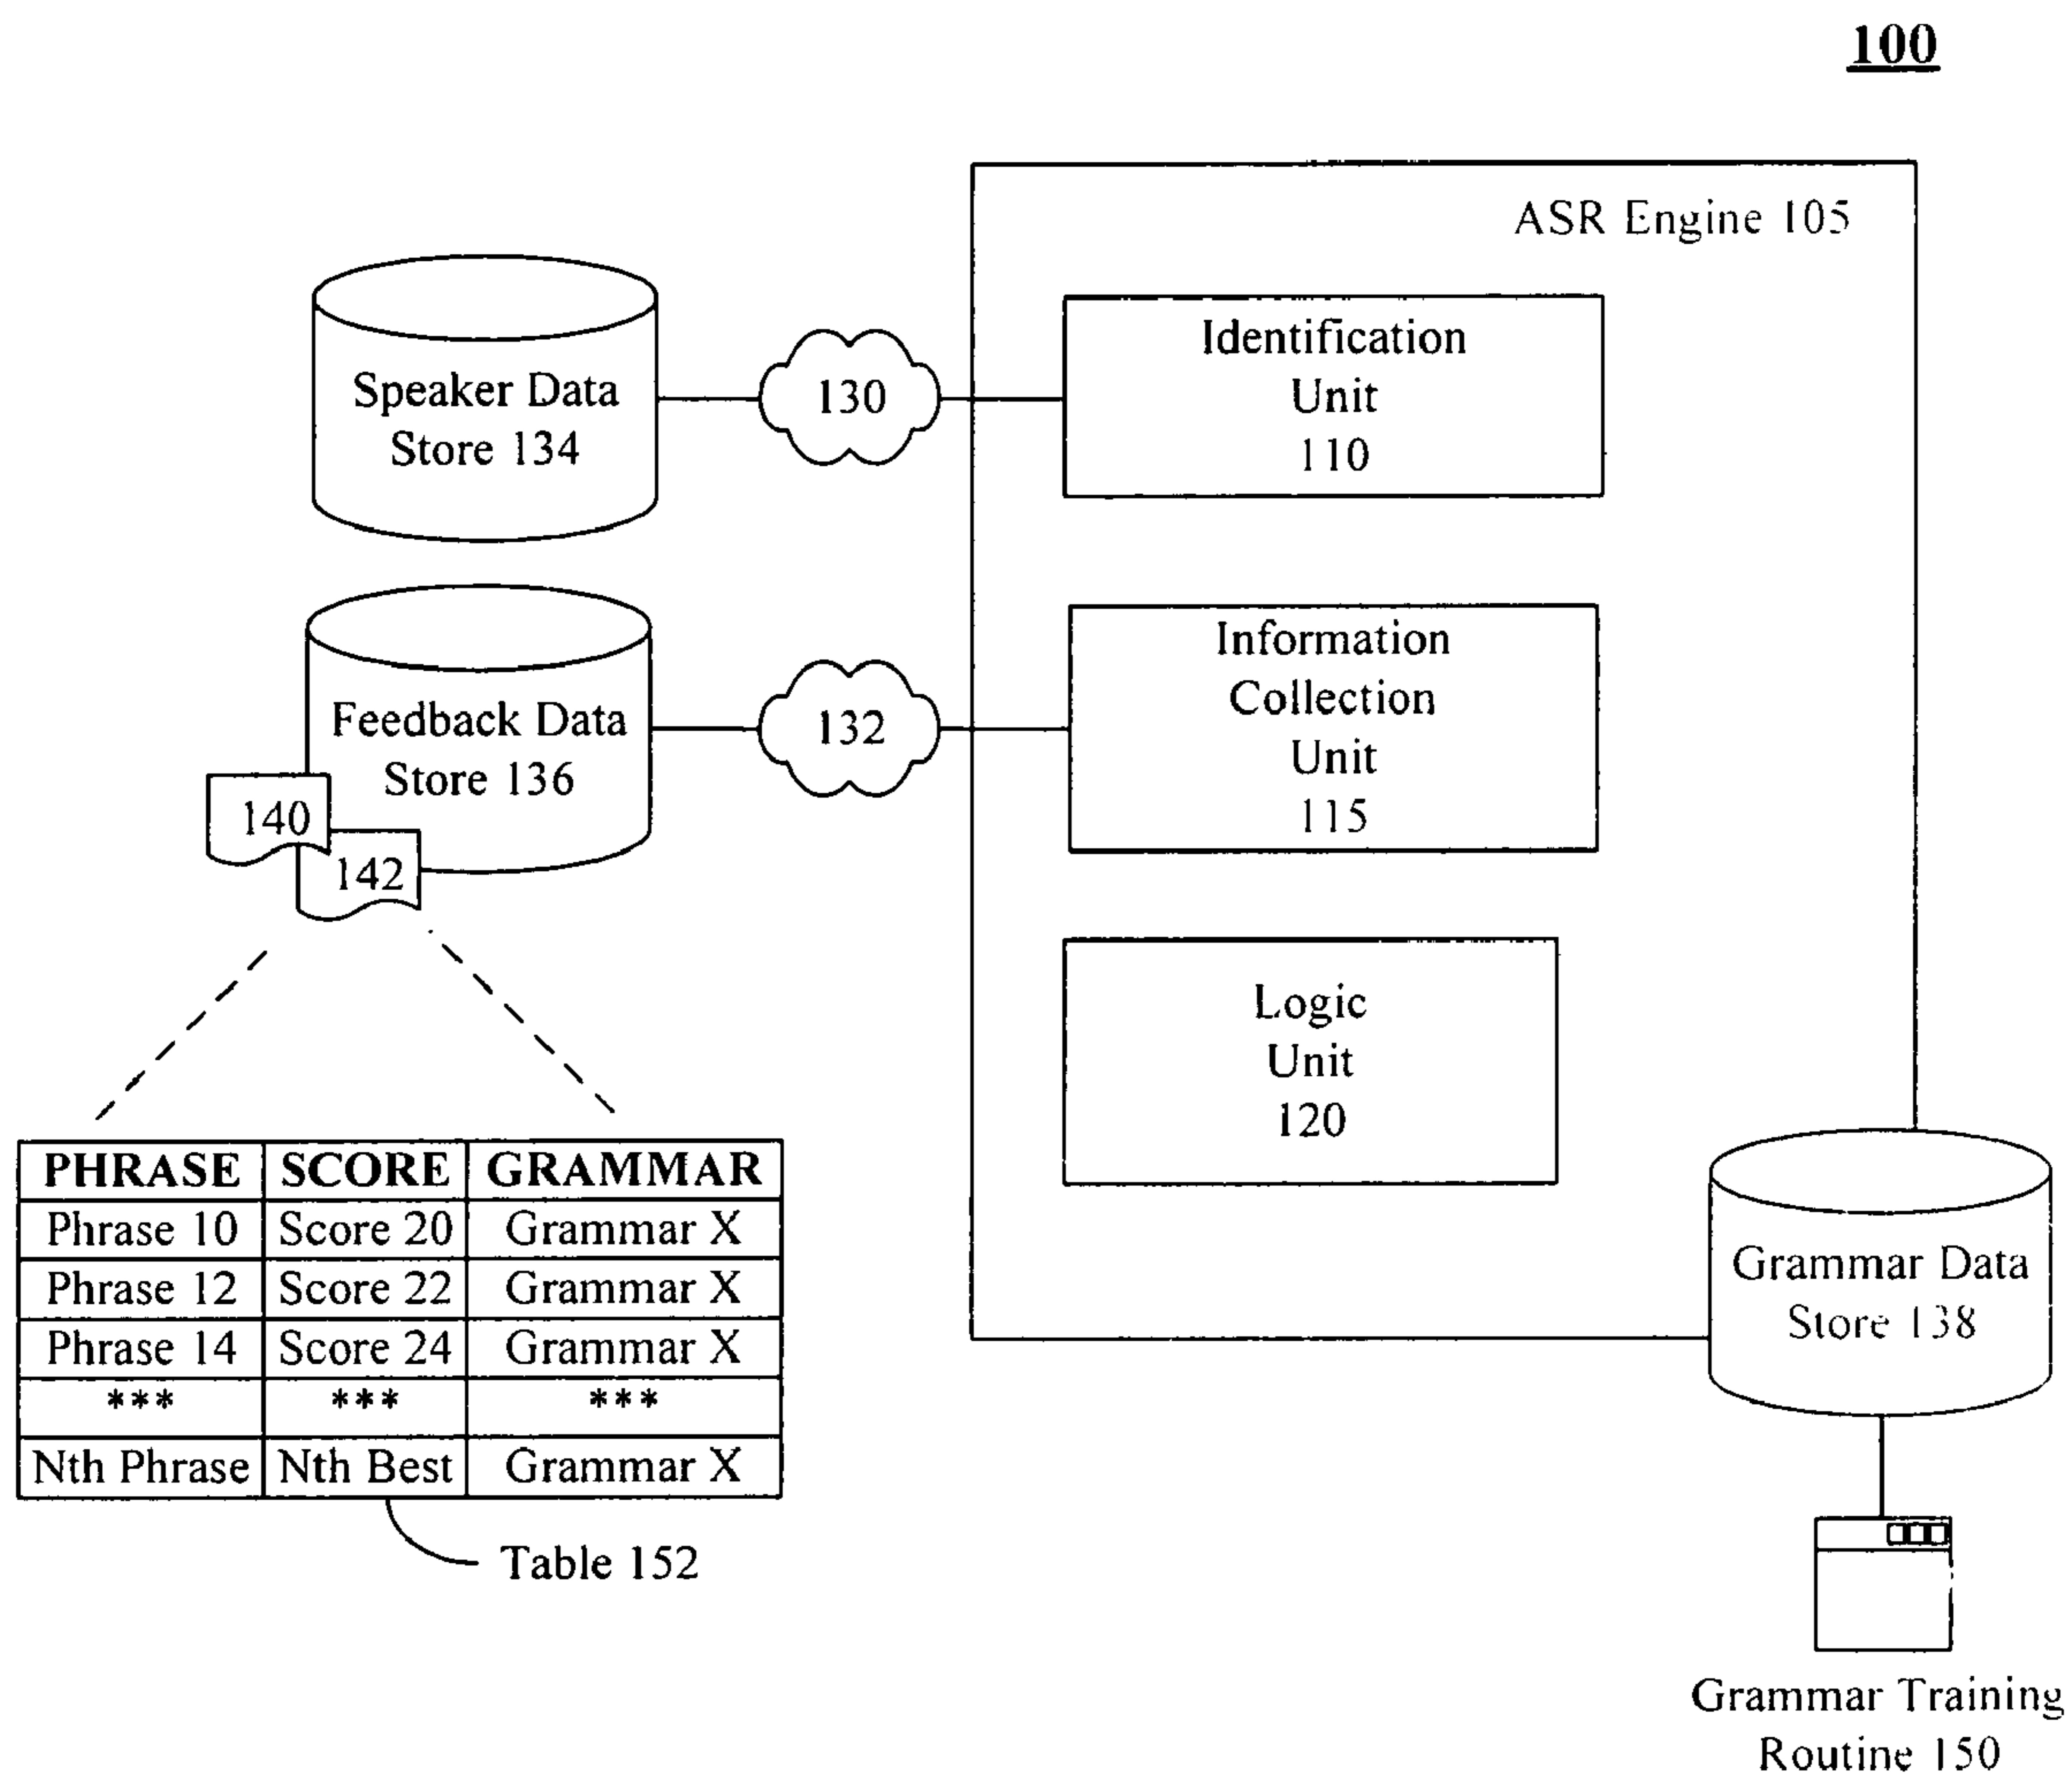 100
ASR Engine 105
Speaker Data
Store 134
130
Identification
Unit
110
Feedback Data
Store 136
132
Information
Collection
Unit
115
140
142
Logic
Unit
120
PHRASE SCORE GRAMMAR
Phrase 10 Score 20 Grammar X
Phrase 12 Score 22 Grammar X
Phrase 14 Score 24 Grammar X
*** *** ***
Nth Phrase Nth Best Grammar X
Table 152
Grammar Data
Store 138
Grammar Training
Routine 150